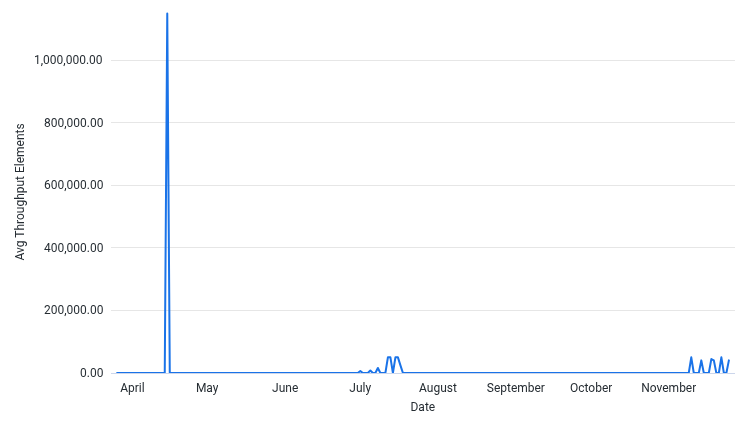 Avg Throughput Elements
1,000,000.00
800,000.00
600,000.00
400,000.00
200,000.00
0.00
April May June July August September October November
Date